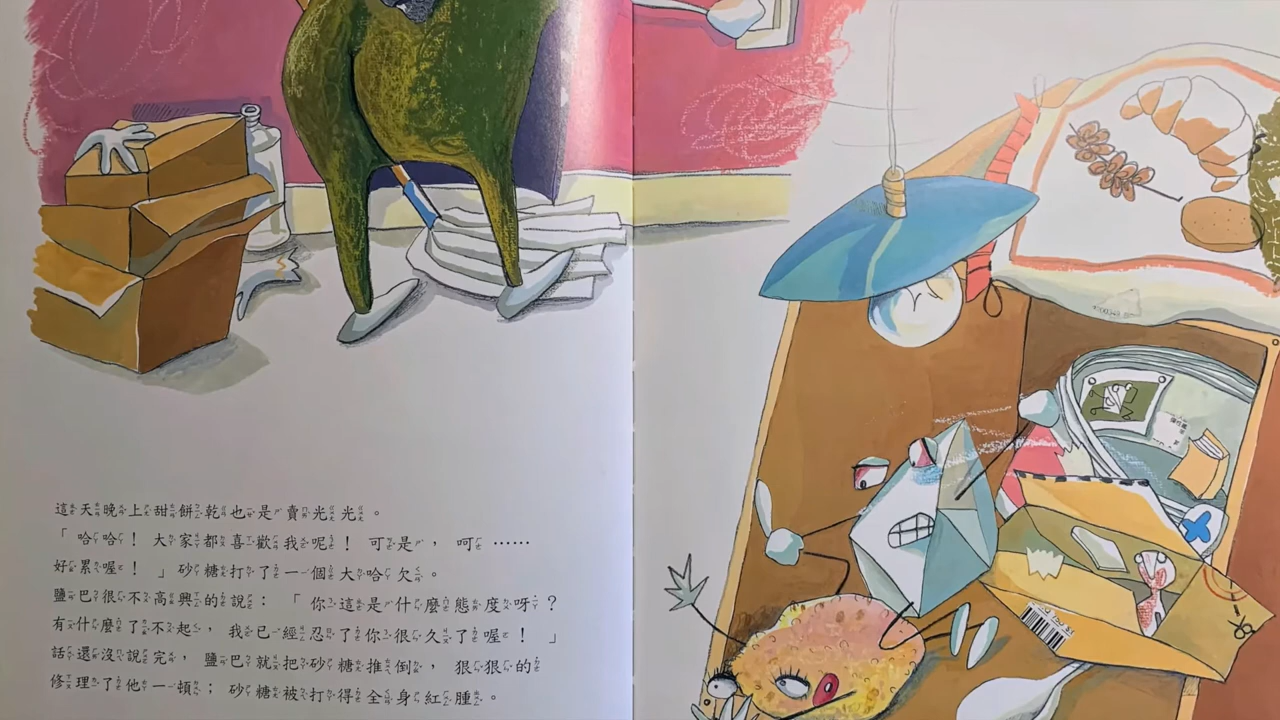 這天晚上甜餅乾也是賣光光。
「哈哈！大家都喜歡我呢！可是，呵……
好累喔！」砂糖打了一個大哈欠。
鹽巴很不高興的說：「你這是什麼態度呀？
有什麼了不起，我已經忍了你很久了喔！」
話還沒說完，鹽巴就把砂糖推倒，狠狠的
修理了他一頓；砂糖被打得全身紅腫。